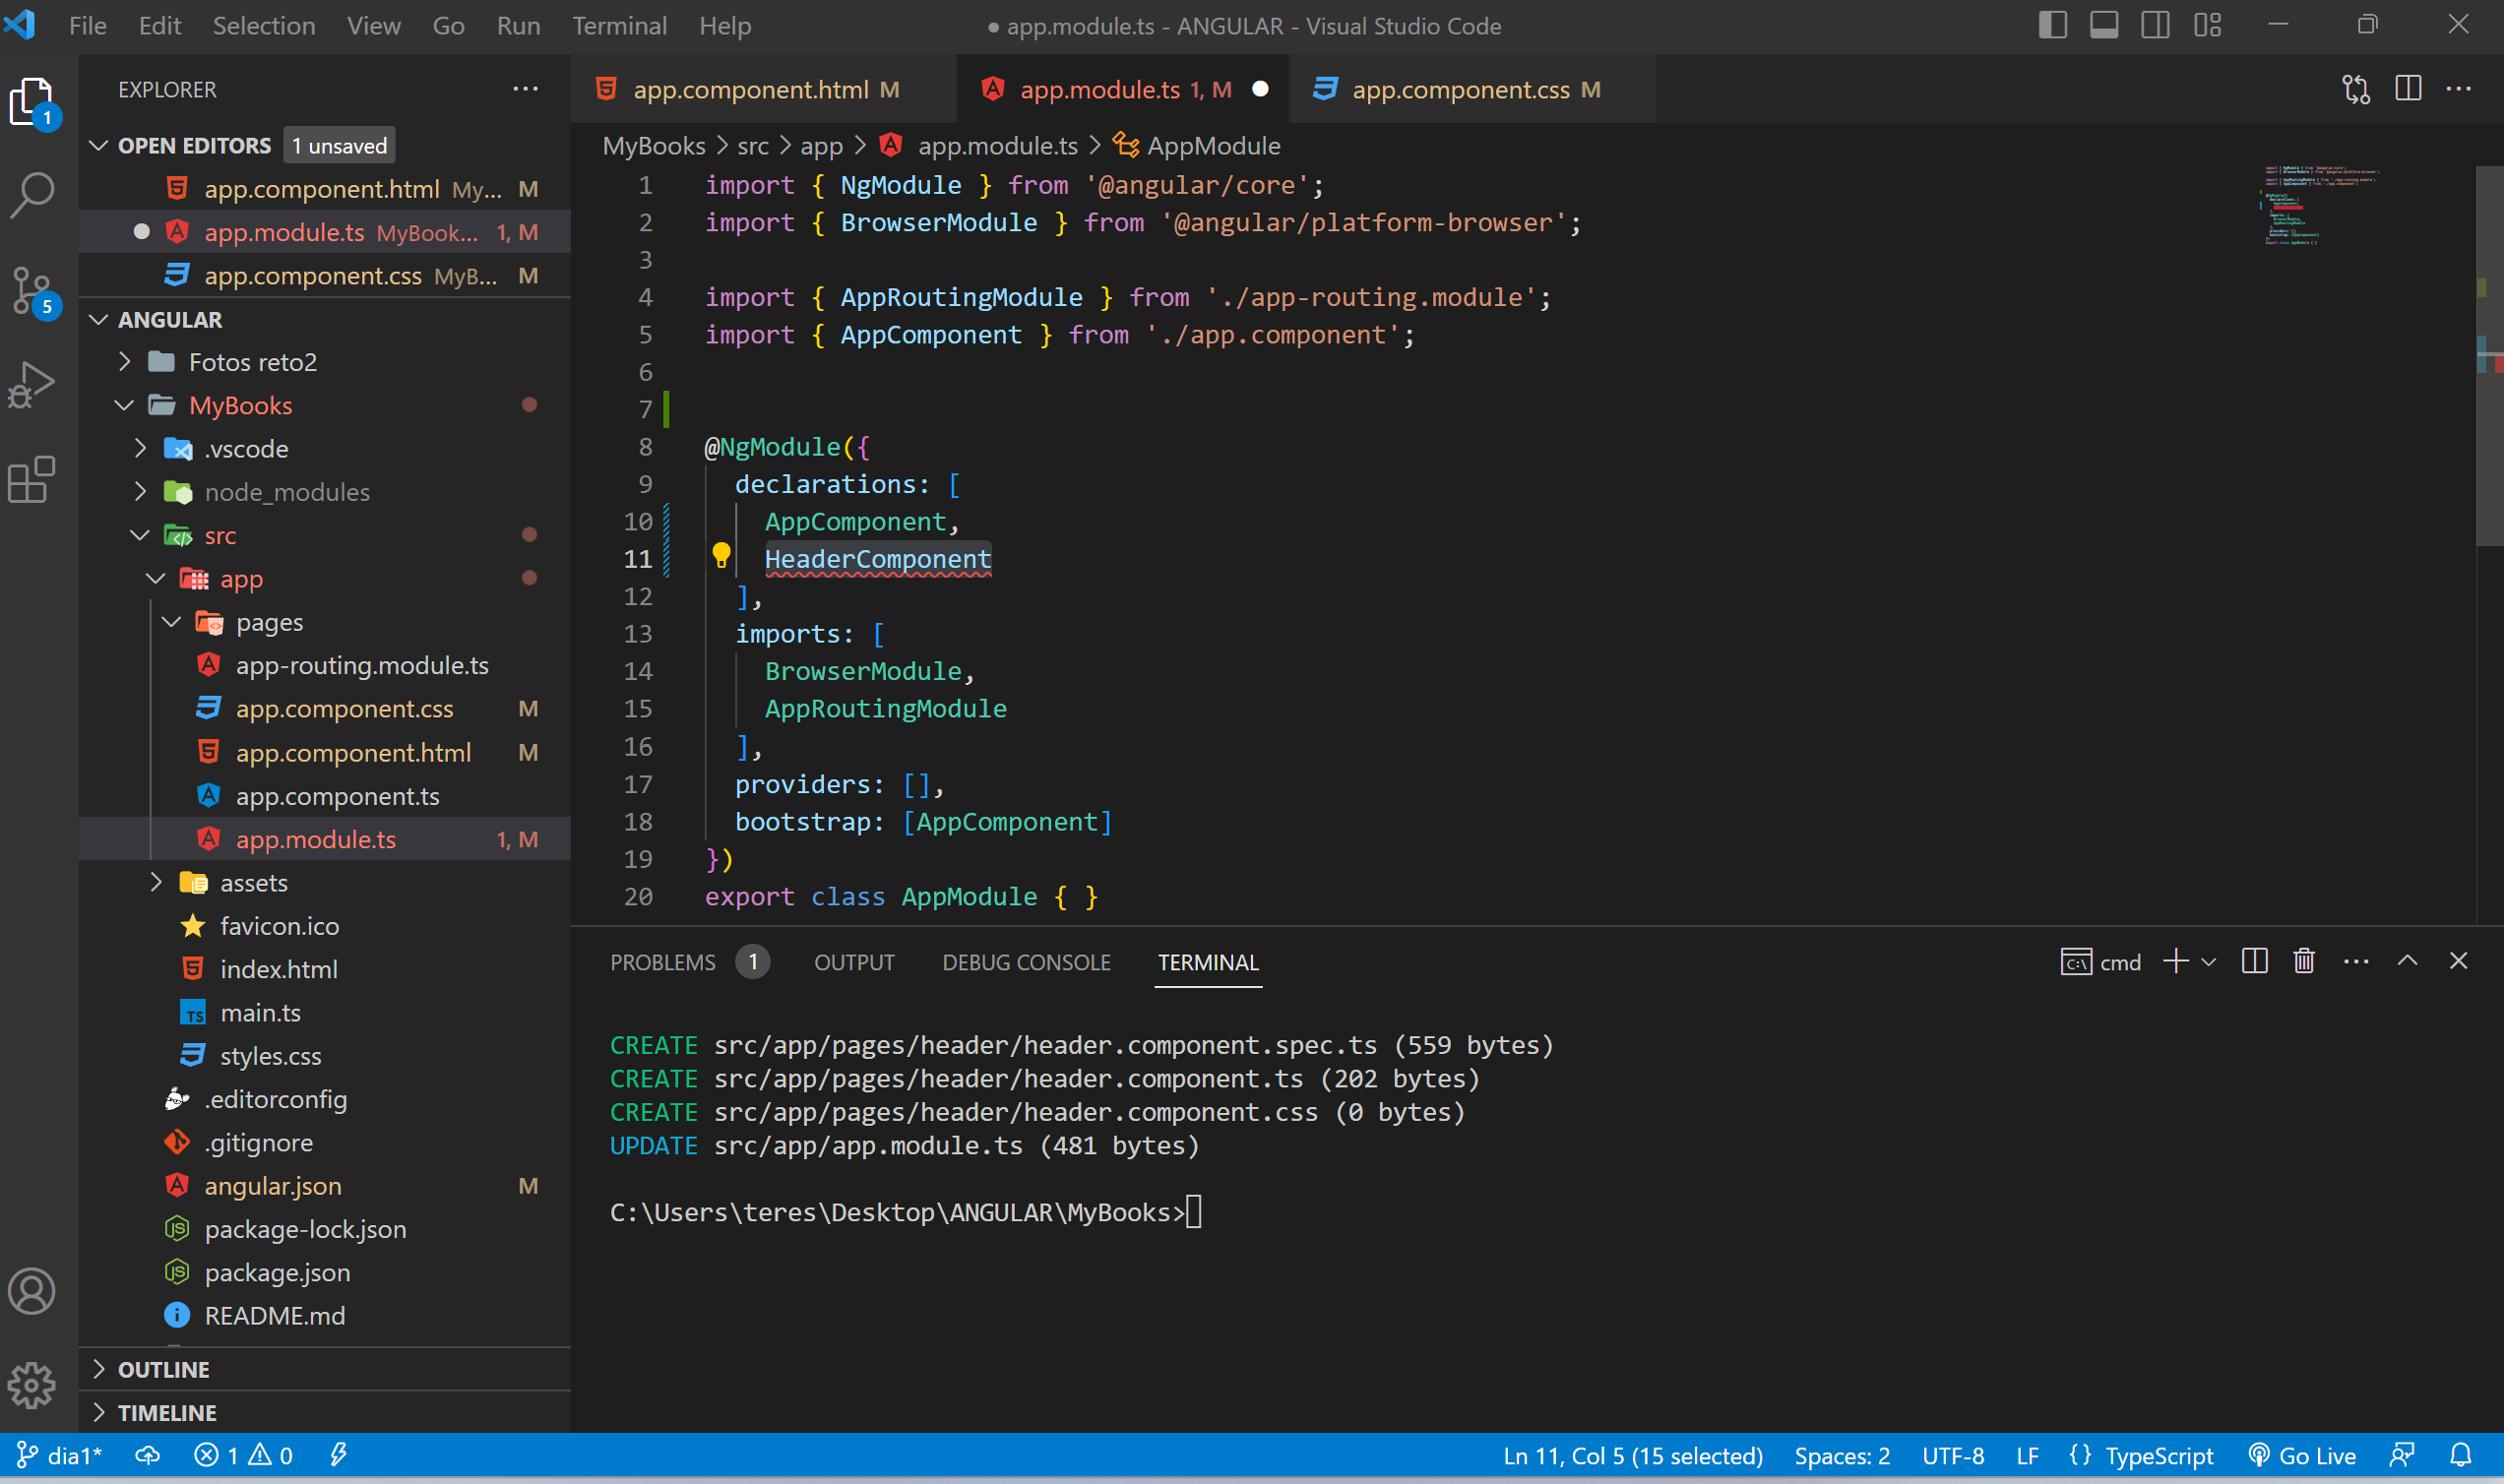 File Edit Selection View Go Run Terminal Help
● app.module.ts - ANGULAR - Visual Studio Code
EXPLORER
OPEN EDITORS 1 unsaved
app.component.html My... M
app.module.ts MyBook... 1, M
app.component.css MyB... M
ANGULAR
Fotos reto2
MyBooks
.vscode
node_modules
src
app
pages
app-routing.module.ts
app.component.css M
app.component.html M
app.component.ts
app.module.ts 1, M
assets
favicon.ico
index.html
main.ts
styles.css
.editorconfig
.gitignore
angular.json M
package-lock.json
package.json
README.md
OUTLINE
TIMELINE
1
5
app.component.html M
app.module.ts 1, M
app.component.css M
MyBooks > src > app > app.module.ts > AppModule
1 import { NgModule } from '@angular/core';
2 import { BrowserModule } from '@angular/platform-browser';
3
4 import { AppRoutingModule } from './app-routing.module';
5 import { AppComponent } from './app.component';
6
7
8 @NgModule({
9 declarations: [
10 AppComponent,
11 HeaderComponent
12 ],
13 imports: [
14 BrowserModule,
15 AppRoutingModule
16 ],
17 providers: [],
18 bootstrap: [AppComponent]
19 })
20 export class AppModule { }
PROBLEMS 1 OUTPUT DEBUG CONSOLE TERMINAL
cmd
CREATE src/app/pages/header/header.component.spec.ts (559 bytes)
CREATE src/app/pages/header/header.component.ts (202 bytes)
CREATE src/app/pages/header/header.component.css (0 bytes)
UPDATE src/app/app.module.ts (481 bytes)
C:\Users\teres\Desktop\ANGULAR\MyBooks>
dia1* 1 0
Ln 11, Col 5 (15 selected) Spaces: 2 UTF-8 LF {} TypeScript Go Live